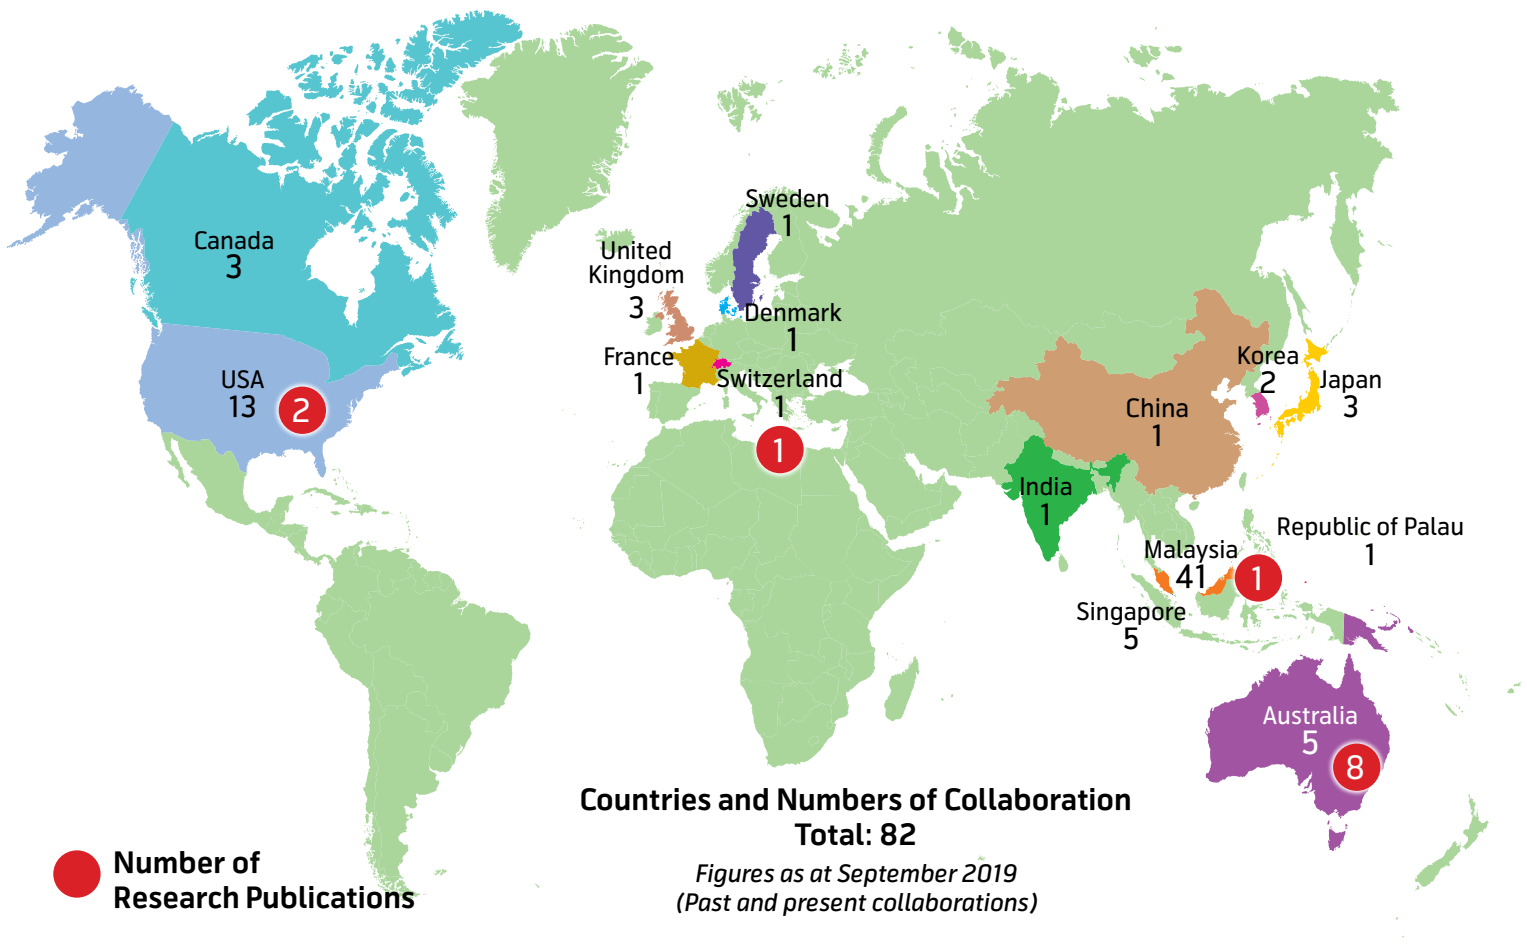 Sweden
1
United
Kingdom
3
Canada
3
Denmark
1
France
1
Switzerland
1
1
USA
13
2
Korea
2
Japan
3
China
1
India
1
Republic of Palau
1
Malaysia
41
1
Singapore
5
Australia
5
8
Countries and Numbers of Collaboration
Total: 82
Figures as at September 2019
(Past and present collaborations)
Number of
Research Publications